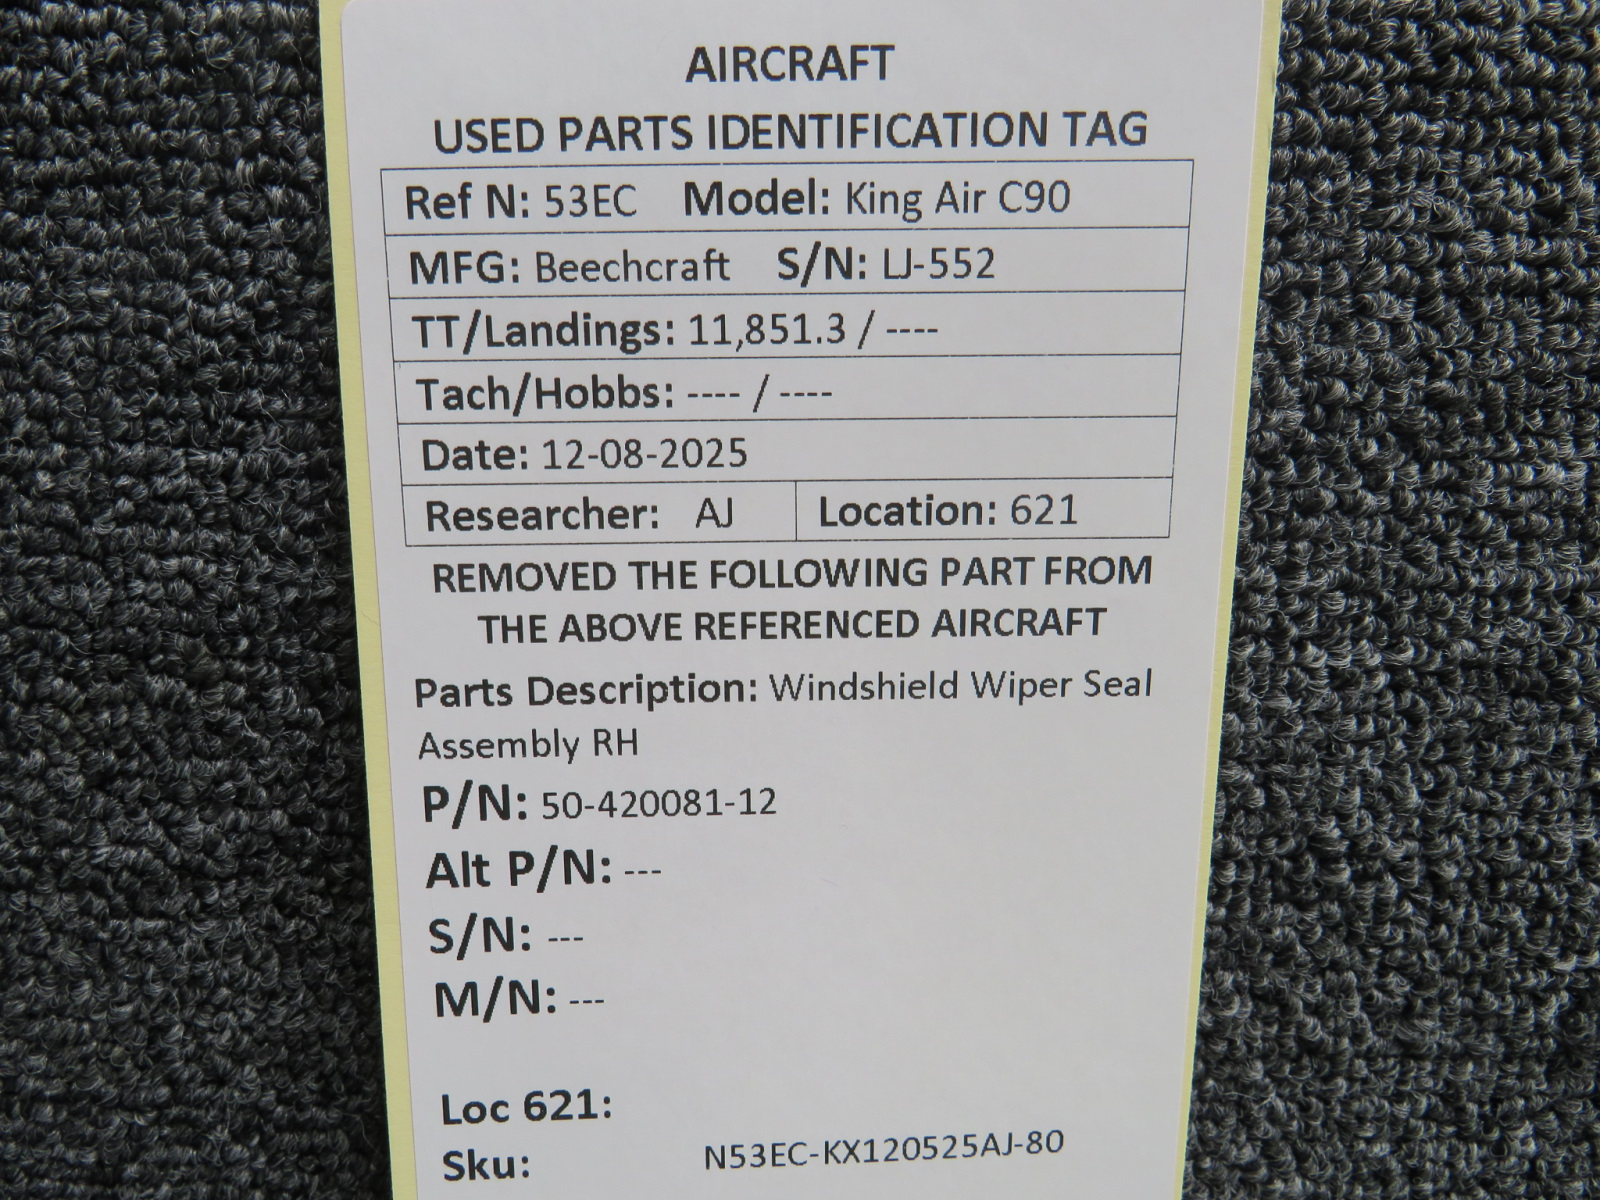 AIRCRAFT
USED PARTS IDENTIFICATION TAG
Ref N: 53EC Model: King Air C90
MFG: Beechcraft S/N: LJ-552
TT/Landings: 11,851.3 / ----
Tach/Hobbs: ---- / ----
Date: 12-08-2025
Researcher: AJ Location: 621
REMOVED THE FOLLOWING PART FROM
THE ABOVE REFERENCED AIRCRAFT
Parts Description: Windshield Wiper Seal
Assembly RH
P/N: 50-420081-12
Alt P/N: ---
S/N: ---
M/N: ---
Loc 621:
Sku: N53EC-KX120525AJ-80